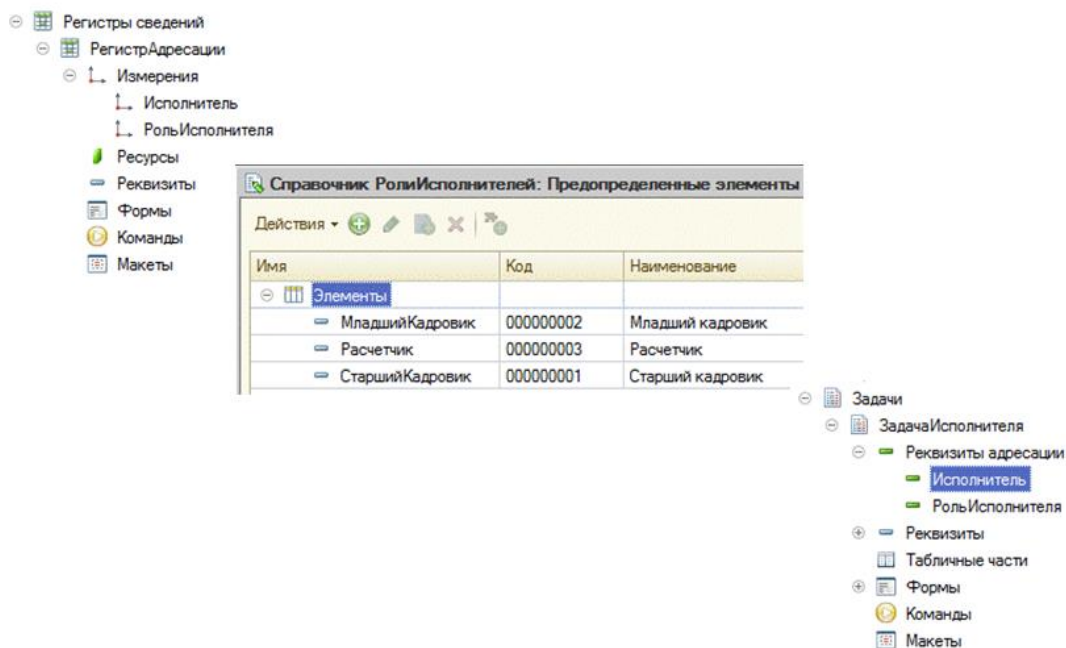 Регистры сведений
РегистрАдресации
Измерения
Исполнитель
РольИсполнителя
Ресурсы
Реквизиты
Формы
Команды
Макеты
Справочник РолиИсполнителей: Предопределенные элементы
Действия
Имя Код Наименование
Элементы
МладшийКадровик 000000002 Младший кадровик
Расчетчик 000000003 Расчетчик
СтаршийКадровик 000000001 Старший кадровик
Задачи
ЗадачаИсполнителя
Реквизиты адресации
Исполнитель
РольИсполнителя
Реквизиты
Табличные части
Формы
Команды
Макеты